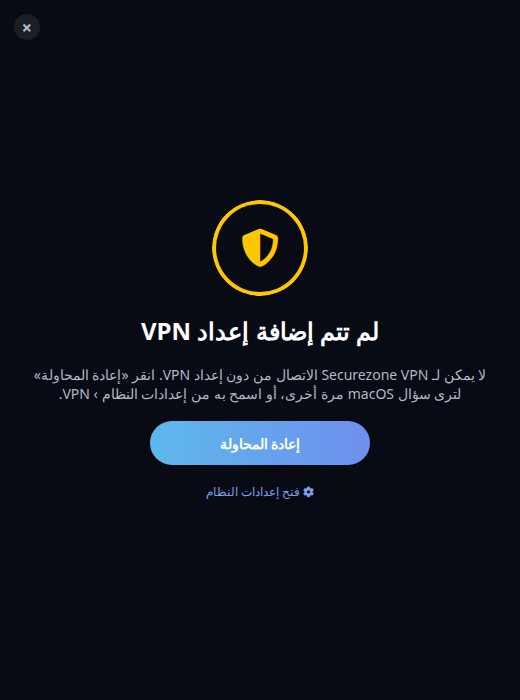 لم تتم إضافة إعداد VPN
لا يمكن لـ Securezone VPN الاتصال من دون إعداد VPN. انقر «إعادة المحاولة»
لترى سؤال macOS مرة أخرى، أو اسمح به من إعدادات النظام › VPN.
إعادة المحاولة
فتح إعدادات النظام